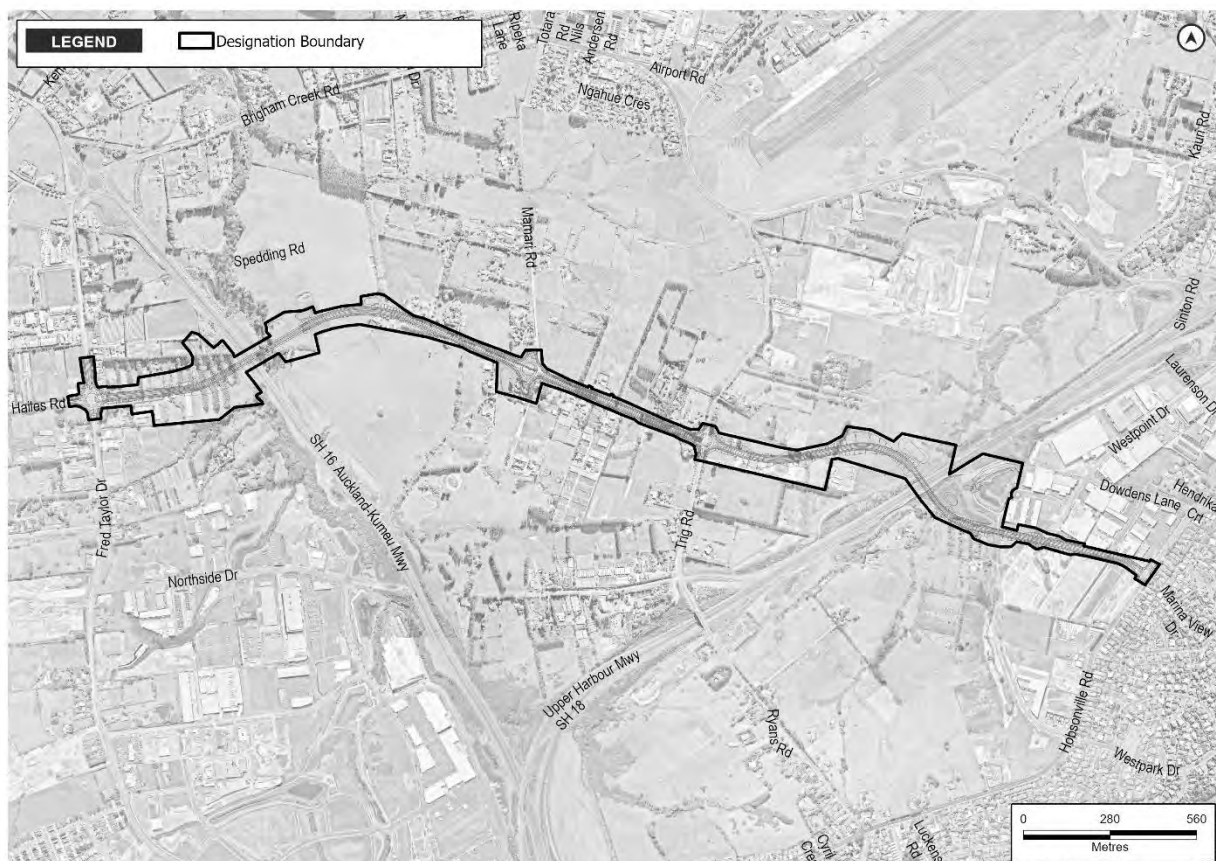 LEGEND
Designation Boundary
Ripeka
Lane
Totara
Rd
Nils
Andersen
Rd
Airport Rd
Ngahue Cres
Brigham Creek Rd
Kauri Rd
Spedding Rd
Mamari Rd
Sinton Rd
Laurenson Dr
Westpoint Dr
Hailes Rd
Dowdens Lane
Hendrika
Crt
Fred Taylor Dr
SH 16 Auckland-Kumeu Mwy
Trig Rd
Northside Dr
Marina View
Dr
Upper Harbour Mwy
SH 18
Ryans Rd
Hobsonville Rd
Westpark Dr
Luckens
Rd
0 280 560
Metres